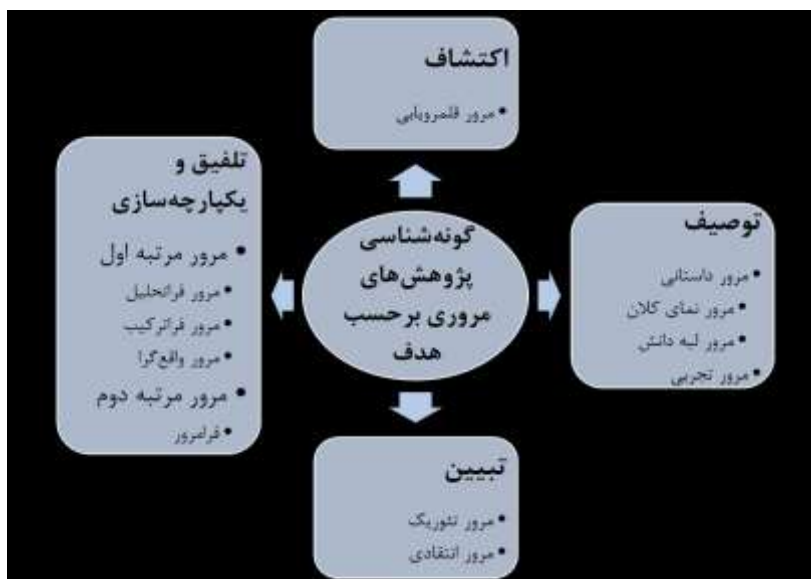 اکتشاف
• مرور قلمرویابی
توصیف
• مرور داستانی
• مرور نمای کلان
• مرور لبه دانش
• مرور تجربی
گونه‌شناسی
پژوهش‌های
مروری برحسب
هدف
تلفیق و
یکپارچه‌سازی
• مرور مرتبه اول
• مرور فراتحلیل
• مرور فراترکیب
• مرور واقع‌گرا
• مرور مرتبه دوم
• فرامرور
تبیین
• مرور تئوریک
• مرور انتقادی